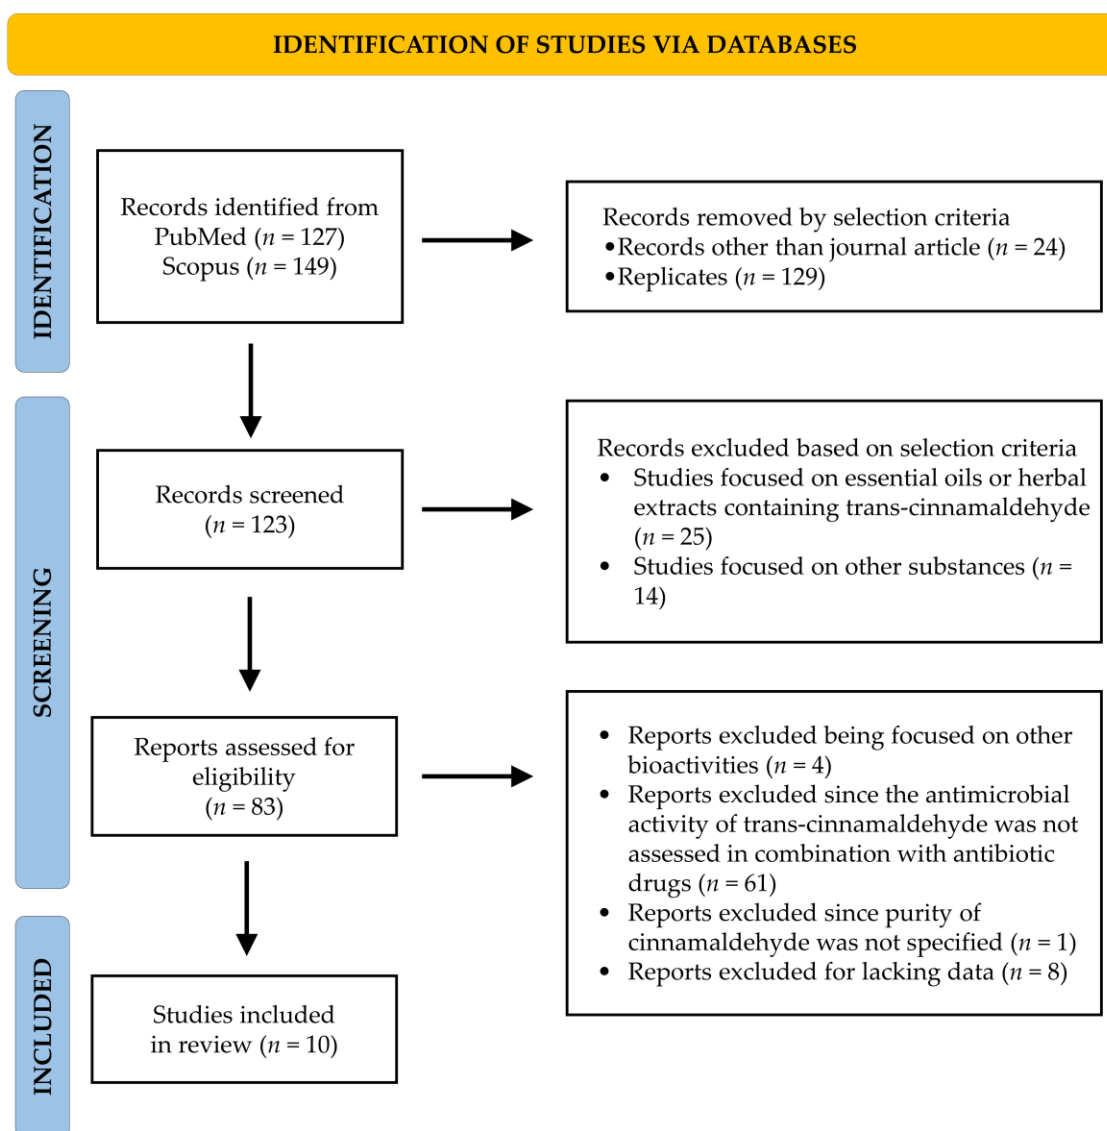 IDENTIFICATION OF STUDIES VIA DATABASES
IDENTIFICATION
Records identified from
PubMed (n = 127)
Scopus (n = 149)
Records removed by selection criteria
•Records other than journal article (n = 24)
•Replicates (n = 129)
SCREENING
Records screened
(n = 123)
Records excluded based on selection criteria
• Studies focused on essential oils or herbal
extracts containing trans-cinnamaldehyde
(n = 25)
• Studies focused on other substances (n =
14)
Reports assessed for
eligibility
(n = 83)
• Reports excluded being focused on other
bioactivities (n = 4)
• Reports excluded since the antimicrobial
activity of trans-cinnamaldehyde was not
assessed in combination with antibiotic
drugs (n = 61)
• Reports excluded since purity of
cinnamaldehyde was not specified (n = 1)
• Reports excluded for lacking data (n = 8)
INCLUDED
Studies included
in review (n = 10)